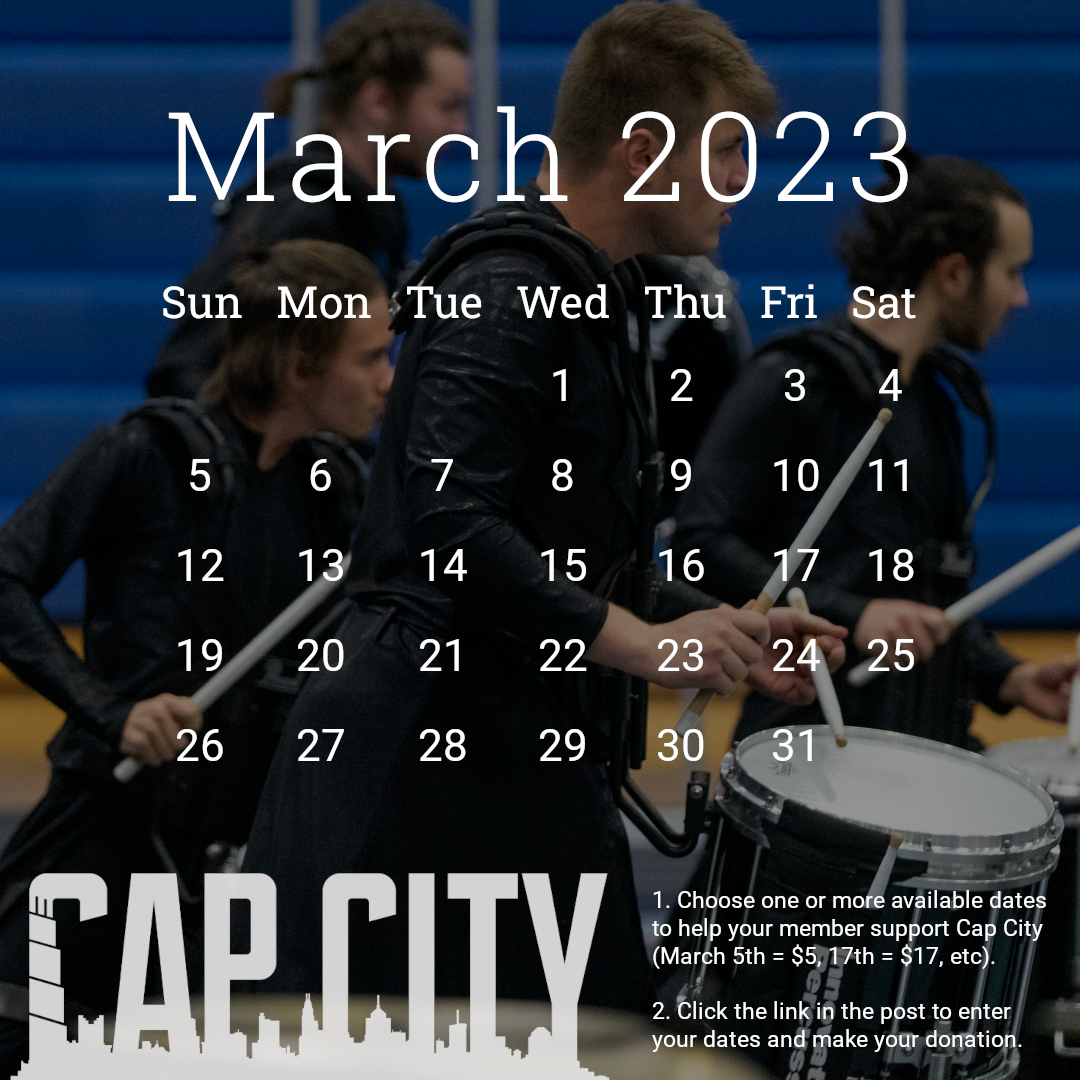 March 2023
Sun Mon Tue Wed Thu Fri Sat
1 2 3 4
5 6 7 8 9 10 11
12 13 14 15 16 17 18
19 20 21 22 23 24 25
26 27 28 29 30 31
CAP CITY
1. Choose one or more available dates
to help your member support Cap City
(March 5th = $5, 17th = $17, etc).
2. Click the link in the post to enter
your dates and make your donation.